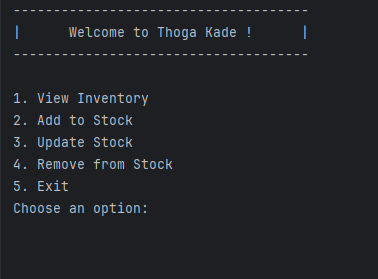 -------------------------------------
|      Welcome to Thoga Kade !      |
-------------------------------------
1. View Inventory
2. Add to Stock
3. Update Stock
4. Remove from Stock
5. Exit
Choose an option: